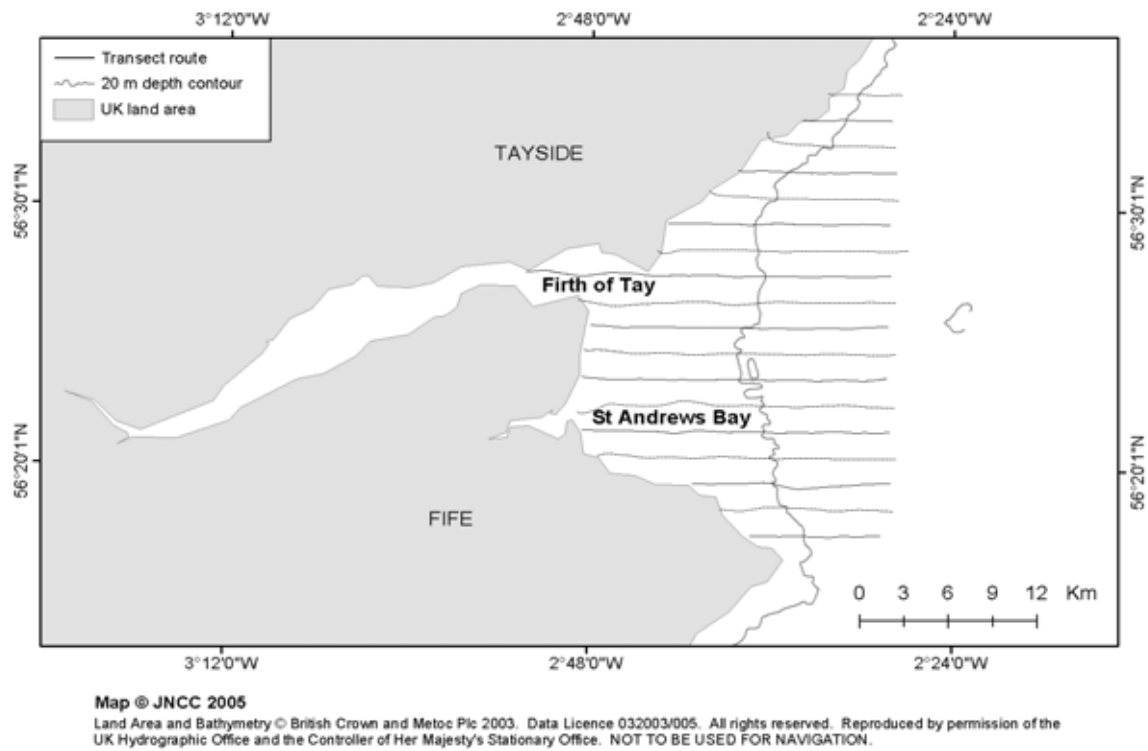 3°12'0"W 2°48'0"W 2°24'0"W
Transect route
20 m depth contour
UK land area
TAYSIDE
56°30'1"N 56°30'1"N
Firth of Tay
St Andrews Bay
56°20'1"N 56°20'1"N
FIFE
0 3 6 9 12 Km
3°12'0"W 2°48'0"W 2°24'0"W
Map © JNCC 2005
Land Area and Bathymetry © British Crown and Metoc Plc 2003. Data Licence 032003/005. All rights reserved. Reproduced by permission of the
UK Hydrographic Office and the Controller of Her Majesty's Stationary Office. NOT TO BE USED FOR NAVIGATION.